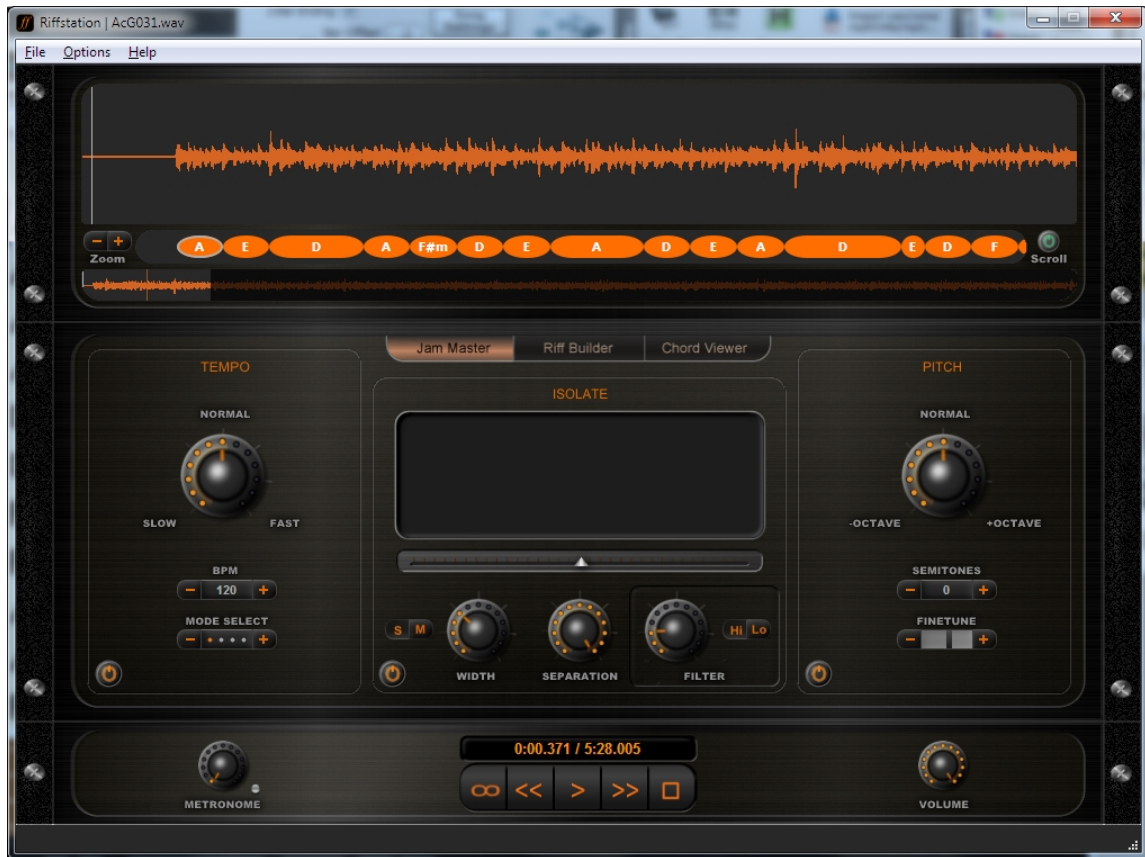 Riffstation | AcG031.wav
File Options Help
A E D A F#m D E A D E A D E D F
Zoom
Scroll
Jam Master Riff Builder Chord Viewer
TEMPO
NORMAL
SLOW FAST
BPM
- 120 +
MODE SELECT
- +
ISOLATE
S M
Hi Lo
WIDTH SEPARATION FILTER
PITCH
NORMAL
-OCTAVE +OCTAVE
SEMITONES
- 0 +
FINETUNE
- +
METRONOME
0:00.371 / 5:28.005
<< > >>
VOLUME